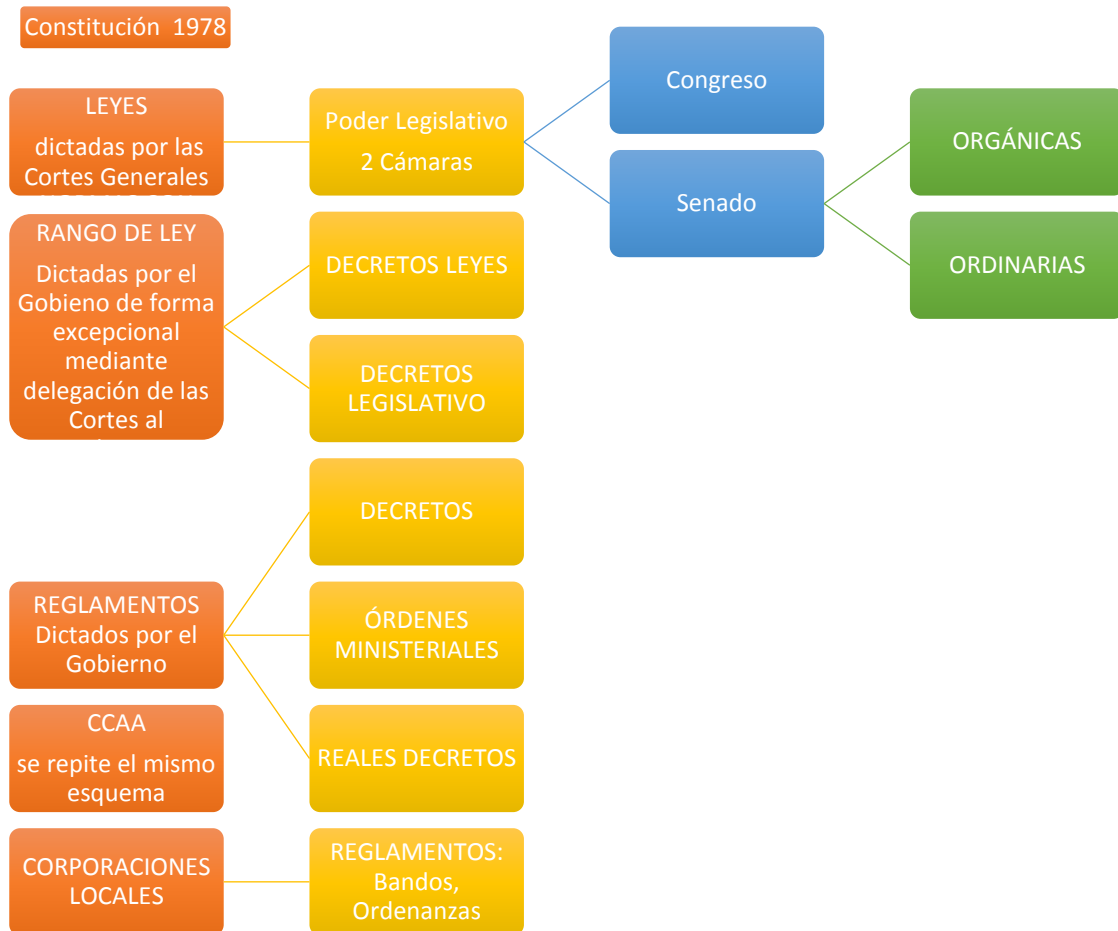 Constitución 1978
LEYES
dictadas por las
Cortes Generales
Poder Legislativo
2 Cámaras
Congreso
Senado
ORGÁNICAS
ORDINARIAS
RANGO DE LEY
Dictadas por el
Gobieno de forma
excepcional
mediante
delegación de las
Cortes al
DECRETOS LEYES
DECRETOS
LEGISLATIVO
REGLAMENTOS
Dictados por el
Gobierno
DECRETOS
ÓRDENES
MINISTERIALES
REALES DECRETOS
CCAA
se repite el mismo
esquema
CORPORACIONES
LOCALES
REGLAMENTOS:
Bandos,
Ordenanzas